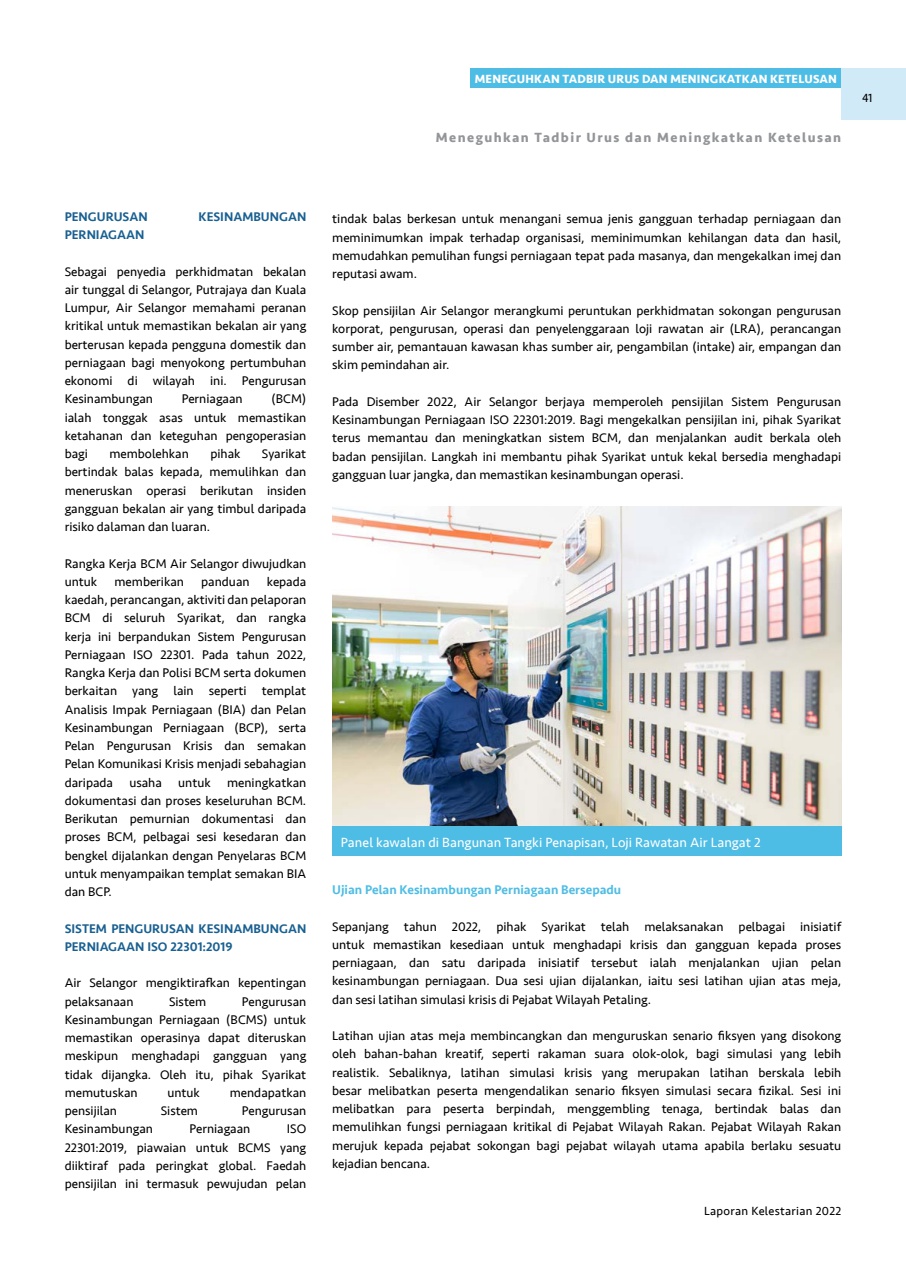 MENEGUHKAN TADBIR URUS DAN MENINGKATKAN KETELUSAN
41
Meneguhkan Tadbir Urus dan Meningkatkan Ketelusan
PENGURUSAN KESINAMBUNGAN
PERNIAGAAN
Sebagai penyedia perkhidmatan bekalan
air tunggal di Selangor, Putrajaya dan Kuala
Lumpur, Air Selangor memahami peranan
kritikal untuk memastikan bekalan air yang
berterusan kepada pengguna domestik dan
perniagaan bagi menyokong pertumbuhan
ekonomi di wilayah ini. Pengurusan
Kesinambungan Perniagaan (BCM)
ialah tonggak asas untuk memastikan
ketahanan dan keteguhan pengoperasian
bagi membolehkan pihak Syarikat
bertindak balas kepada, memulihkan dan
meneruskan operasi berikutan insiden
gangguan bekalan air yang timbul daripada
risiko dalaman dan luaran.
Rangka Kerja BCM Air Selangor diwujudkan
untuk memberikan panduan kepada
kaedah, perancangan, aktiviti dan pelaporan
BCM di seluruh Syarikat, dan rangka
kerja ini berpandukan Sistem Pengurusan
Perniagaan ISO 22301. Pada tahun 2022,
Rangka Kerja dan Polisi BCM serta dokumen
berkaitan yang lain seperti templat
Analisis Impak Perniagaan (BIA) dan Pelan
Kesinambungan Perniagaan (BCP), serta
Pelan Pengurusan Krisis dan semakan
Pelan Komunikasi Krisis menjadi sebahagian
daripada usaha untuk meningkatkan
dokumentasi dan proses keseluruhan BCM.
Berikutan pemurnian dokumentasi dan
proses BCM, pelbagai sesi kesedaran dan
bengkel dijalankan dengan Penyelaras BCM
untuk menyampaikan templat semakan BIA
dan BCP.
SISTEM PENGURUSAN KESINAMBUNGAN
PERNIAGAAN ISO 22301:2019
Air Selangor mengiktirafkan kepentingan
pelaksanaan Sistem Pengurusan
Kesinambungan Perniagaan (BCMS) untuk
memastikan operasinya dapat diteruskan
meskipun menghadapi gangguan yang
tidak dijangka. Oleh itu, pihak Syarikat
memutuskan untuk mendapatkan
pensijilan Sistem Pengurusan
Kesinambungan Perniagaan ISO
22301:2019, piawaian untuk BCMS yang
diiktiraf pada peringkat global. Faedah
pensijilan ini termasuk pewujudan pelan
tindak balas berkesan untuk menangani semua jenis gangguan terhadap perniagaan dan
meminimumkan impak terhadap organisasi, meminimumkan kehilangan data dan hasil,
memudahkan pemulihan fungsi perniagaan tepat pada masanya, dan mengekalkan imej dan
reputasi awam.
Skop pensijilan Air Selangor merangkumi peruntukan perkhidmatan sokongan pengurusan
korporat, pengurusan, operasi dan penyelenggaraan loji rawatan air (LRA), perancangan
sumber air, pemantauan kawasan khas sumber air, pengambilan (intake) air, empangan dan
skim pemindahan air.
Pada Disember 2022, Air Selangor berjaya memperoleh pensijilan Sistem Pengurusan
Kesinambungan Perniagaan ISO 22301:2019. Bagi mengekalkan pensijilan ini, pihak Syarikat
terus memantau dan meningkatkan sistem BCM, dan menjalankan audit berkala oleh
badan pensijilan. Langkah ini membantu pihak Syarikat untuk kekal bersedia menghadapi
gangguan luar jangka, dan memastikan kesinambungan operasi.
Panel kawalan di Bangunan Tangki Penapisan, Loji Rawatan Air Langat 2
Ujian Pelan Kesinambungan Perniagaan Bersepadu
Sepanjang tahun 2022, pihak Syarikat telah melaksanakan pelbagai inisiatif
untuk memastikan kesediaan untuk menghadapi krisis dan gangguan kepada proses
perniagaan, dan satu daripada inisiatif tersebut ialah menjalankan ujian pelan
kesinambungan perniagaan. Dua sesi ujian dijalankan, iaitu sesi latihan ujian atas meja,
dan sesi latihan simulasi krisis di Pejabat Wilayah Petaling.
Latihan ujian atas meja membincangkan dan menguruskan senario fiksyen yang disokong
oleh bahan-bahan kreatif, seperti rakaman suara olok-olok, bagi simulasi yang lebih
realistik. Sebaliknya, latihan simulasi krisis yang merupakan latihan berskala lebih
besar melibatkan peserta mengendalikan senario fiksyen simulasi secara fizikal. Sesi ini
melibatkan para peserta berpindah, menggembling tenaga, bertindak balas dan
memulihkan fungsi perniagaan kritikal di Pejabat Wilayah Rakan. Pejabat Wilayah Rakan
merujuk kepada pejabat sokongan bagi pejabat wilayah utama apabila berlaku sesuatu
kejadian bencana.
Laporan Kelestarian 2022